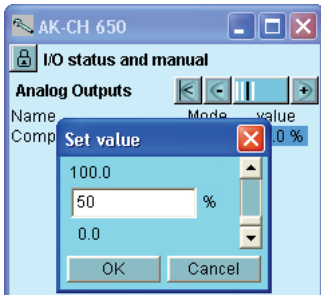 AK-CH 650
I/O status and manual
Analog Outputs
Name Mode value
Comp .0 %
Set value
100.0
50 %
0.0
OK Cancel